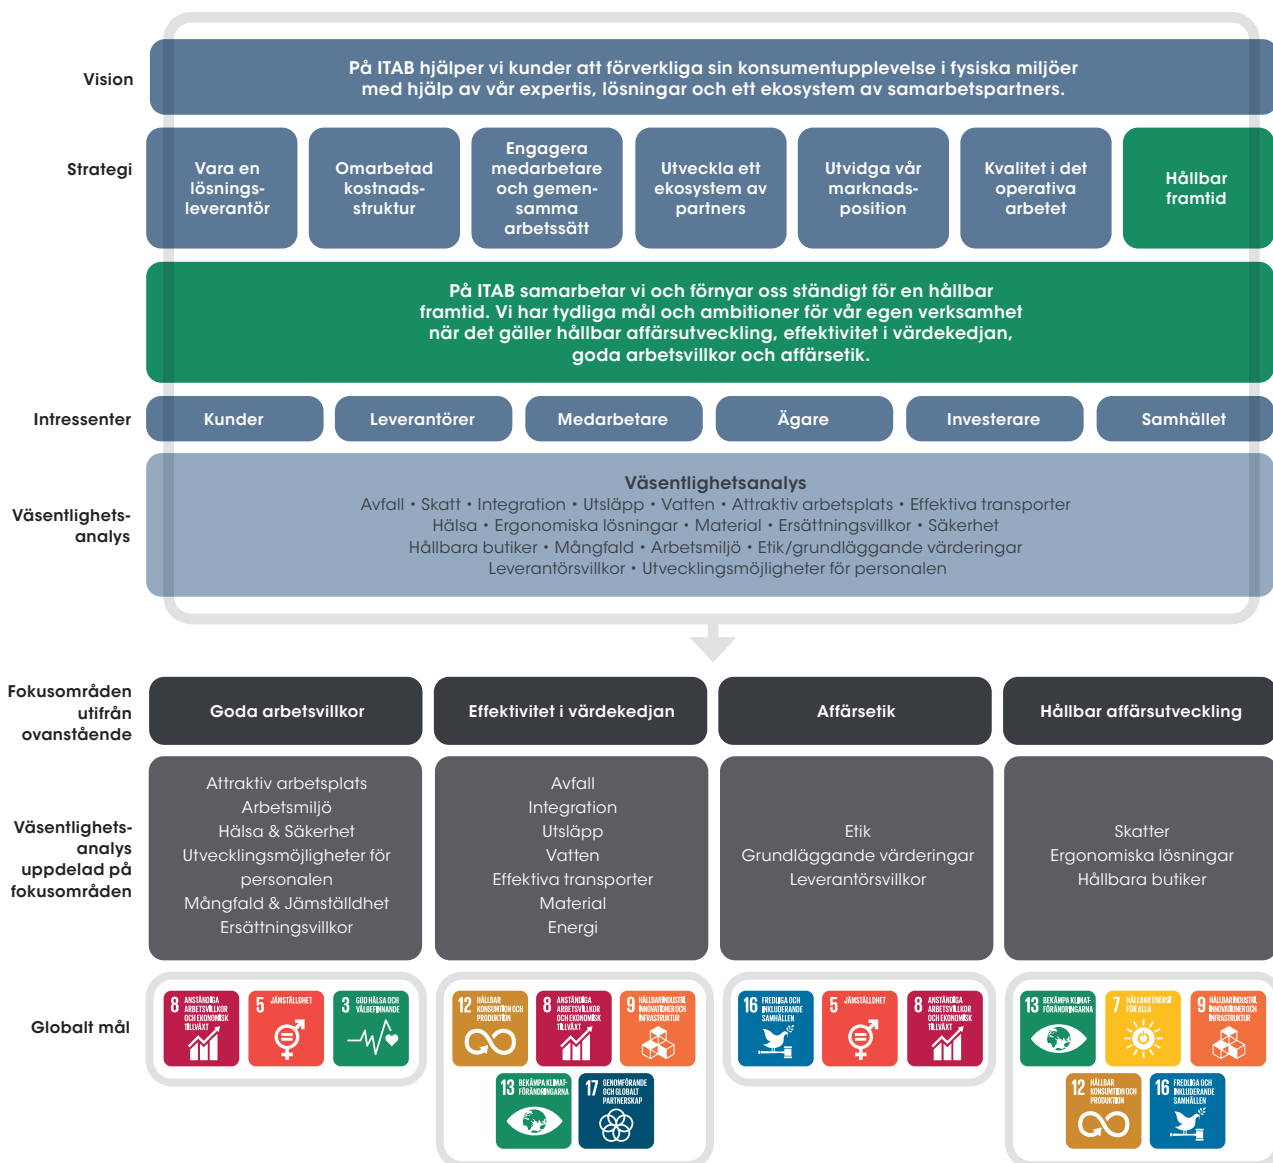 Vision
På ITAB hjälper vi kunder att förverkliga sin konsumentupplevelse i fysiska miljöer
med hjälp av vår expertis, lösningar och ett ekosystem av samarbetspartners.
Strategi
Vara en
lösnings-
leverantör
Omarbetad
kostnads-
struktur
Engagera
medarbetare
och gemen-
samma
arbetssätt
Utveckla ett
ekosystem av
partners
Utvidga vår
marknads-
position
Kvalitet i det
operativa
arbetet
Hållbar
framtid
På ITAB samarbetar vi och förnyar oss ständigt för en hållbar
framtid. Vi har tydliga mål och ambitioner för vår egen verksamhet
när det gäller hållbar affärsutveckling, effektivitet i värdekedjan,
goda arbetsvillkor och affärsetik.
Intressenter
Kunder
Leverantörer
Medarbetare
Ägare
Investerare
Samhället
Väsentlighets-
analys
Väsentlighetsanalys
Avfall • Skatt • Integration • Utsläpp • Vatten • Attraktiv arbetsplats • Effektiva transporter
Hälsa • Ergonomiska lösningar • Material • Ersättningsvillkor • Säkerhet
Hållbara butiker • Mångfald • Arbetsmiljö • Etik/grundläggande värderingar
Leverantörsvillkor • Utvecklingsmöjligheter för personalen
Fokusområden
utifrån
ovanstående
Goda arbetsvillkor
Effektivitet i värdekedjan
Affärsetik
Hållbar affärsutveckling
Väsentlighets-
analys
uppdelad på
fokusområden
Attraktiv arbetsplats
Arbetsmiljö
Hälsa & Säkerhet
Utvecklingsmöjligheter för
personalen
Mångfald & Jämställdhet
Ersättningsvillkor
Avfall
Integration
Utsläpp
Vatten
Effektiva transporter
Material
Energi
Etik
Grundläggande värderingar
Leverantörsvillkor
Skatter
Ergonomiska lösningar
Hållbara butiker
Globalt mål
8 ANSTÄNDIGA
ARBETSVILLKOR
OCH EKONOMISK
TILLVÄXT
5 JÄMSTÄLLDHET
3 GOD HÄLSA OCH
VÄLBEFINNANDE
12 HÅLLBAR
KONSUMTION OCH
PRODUKTION
8 ANSTÄNDIGA
ARBETSVILLKOR
OCH EKONOMISK
TILLVÄXT
9 HÅLLBAR INDUSTRI,
INNOVATIONER OCH
INFRASTRUKTUR
13 BEKÄMPA KLIMAT-
FÖRÄNDRINGARNA
17 GENOMFÖRANDE
OCH GLOBALT
PARTNERSKAP
16 FREDLIGA OCH
INKLUDERANDE
SAMHÄLLEN
5 JÄMSTÄLLDHET
8 ANSTÄNDIGA
ARBETSVILLKOR
OCH EKONOMISK
TILLVÄXT
13 BEKÄMPA KLIMAT-
FÖRÄNDRINGARNA
7 HÅLLBAR ENERGI
FÖR ALLA
9 HÅLLBAR INDUSTRI,
INNOVATIONER OCH
INFRASTRUKTUR
12 HÅLLBAR
KONSUMTION OCH
PRODUKTION
16 FREDLIGA OCH
INKLUDERANDE
SAMHÄLLEN